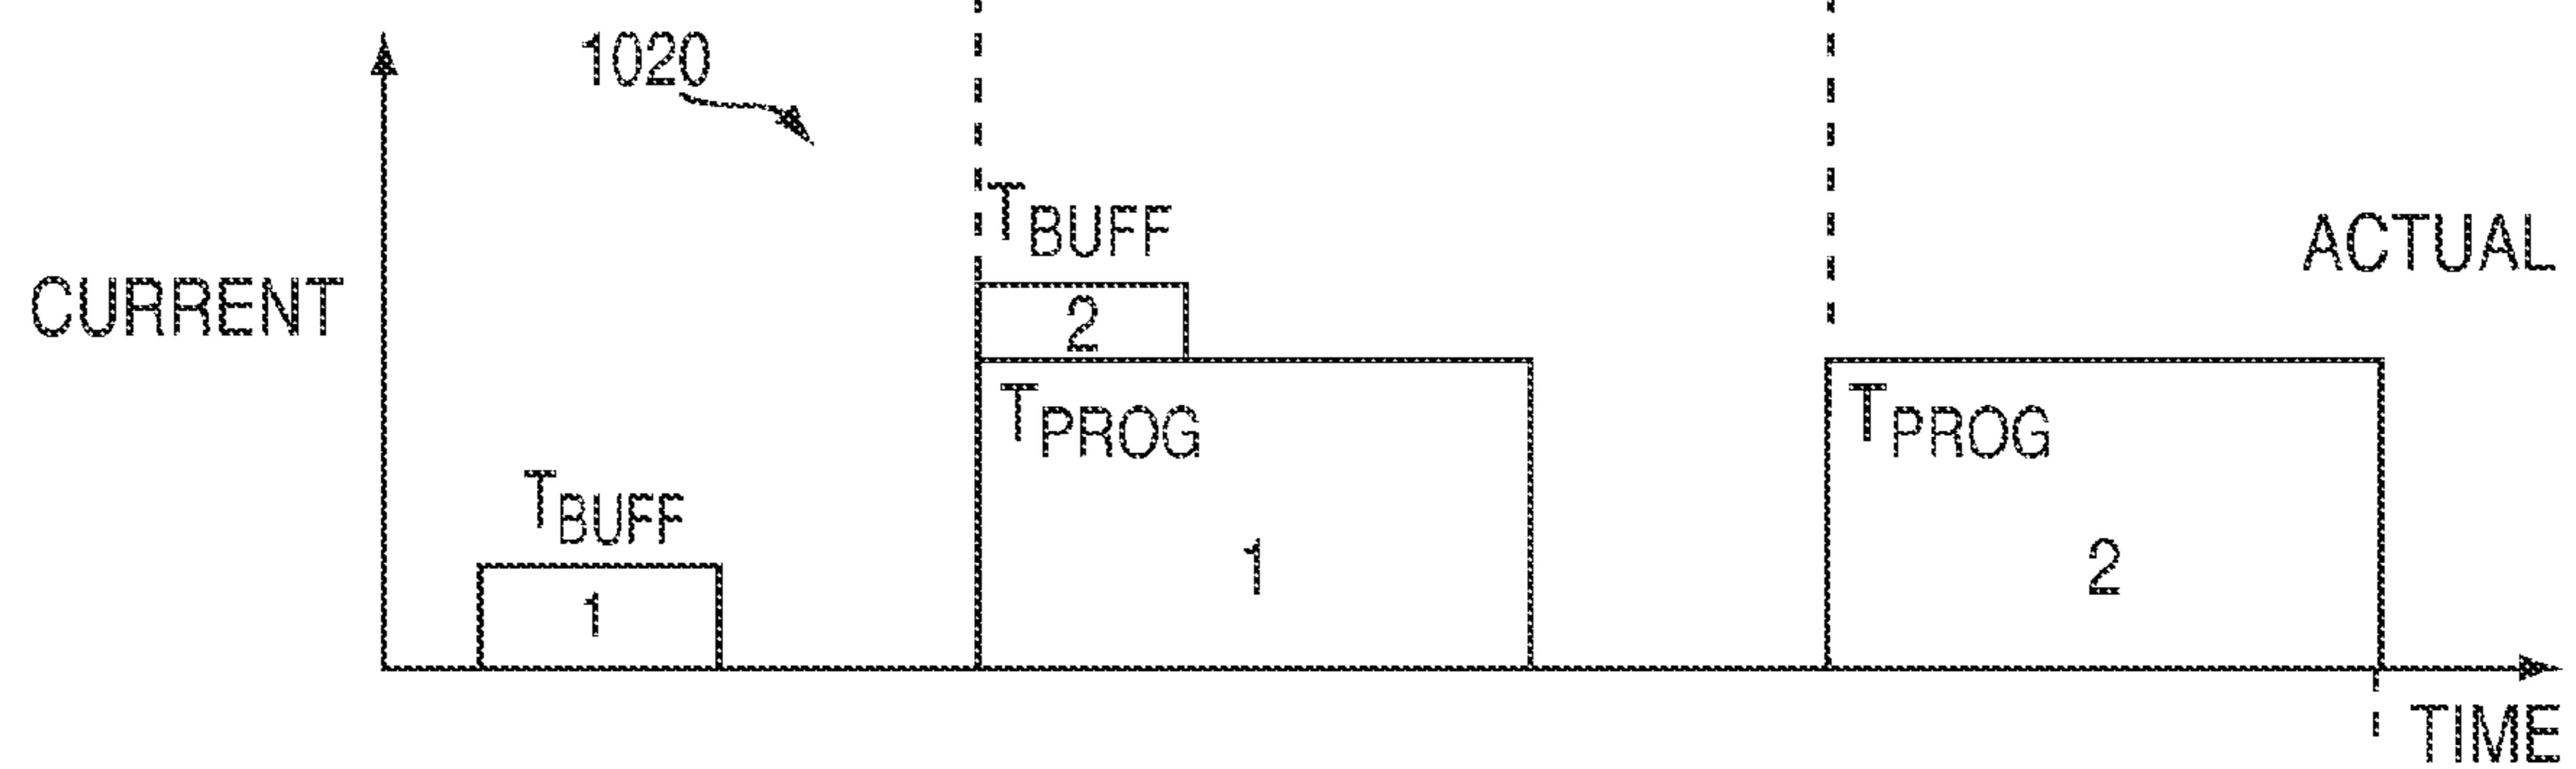 1020
TBUFF
ACTUAL
CURRENT
2
TPROG
TPROG
TBUFF
1
2
1
TIME